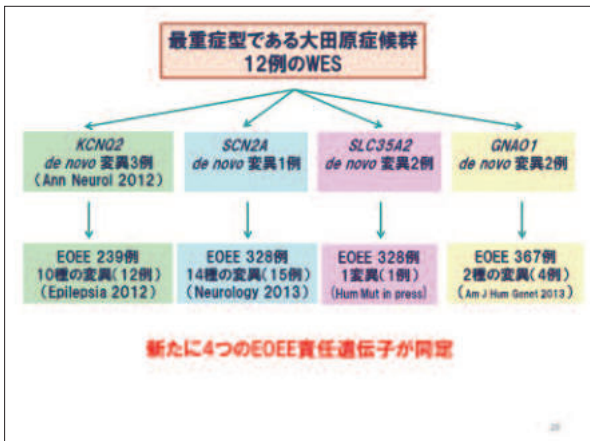 最重症型である大田原症候群
12例のWES
KCNQ2
de novo 変異3例
(Ann Neurol 2012)
SCN2A
de novo 変異1例
SLC35A2
de novo 変異2例
GNAO1
de novo 変異2例
EOEE 239例
10種の変異(12例)
(Epilepsia 2012)
EOEE 328例
14種の変異(15例)
(Neurology 2013)
EOEE 328例
1変異(1例)
(Hum Mut in press)
EOEE 367例
2種の変異(4例)
(Am J Hum Genet 2013)
新たに4つのEOEE責任遺伝子が同定